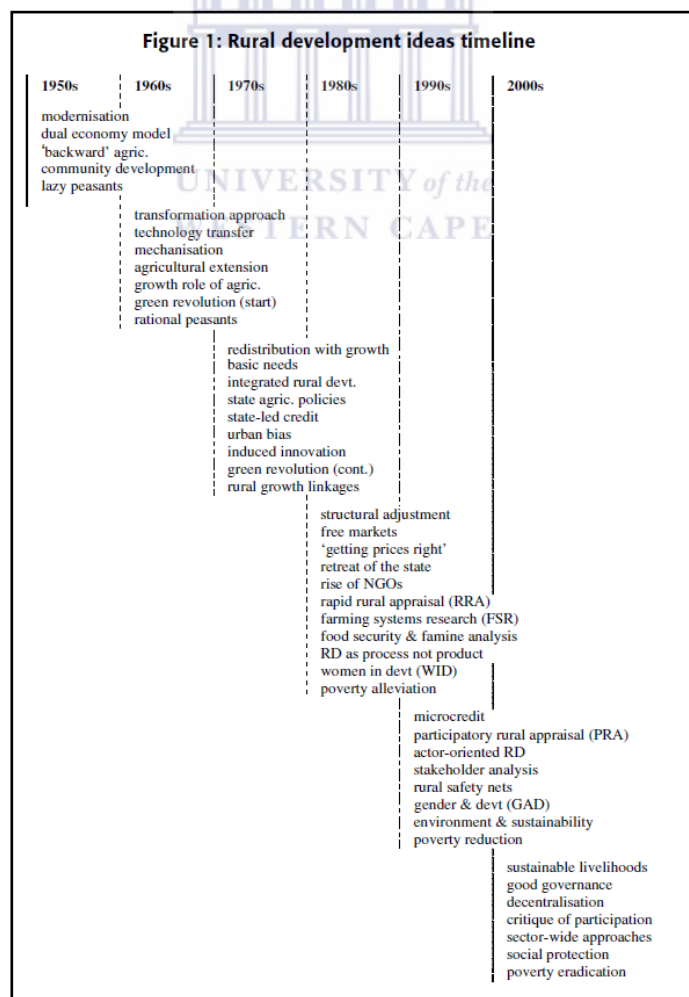 Figure 1: Rural development ideas timeline
1950s 1960s 1970s 1980s 1990s 2000s
modernisation
dual economy model
'backward' agric.
community development
lazy peasants
UNIVERSITY of the
WESTERN CAPE
transformation approach
technology transfer
mechanisation
agricultural extension
growth role of agric.
green revolution (start)
rational peasants
redistribution with growth
basic needs
integrated rural devt.
state agric. policies
state-led credit
urban bias
induced innovation
green revolution (cont.)
rural growth linkages
structural adjustment
free markets
'getting prices right'
retreat of the state
rise of NGOs
rapid rural appraisal (RRA)
farming systems research (FSR)
food security & famine analysis
RD as process not product
women in devt (WID)
poverty alleviation
microcredit
participatory rural appraisal (PRA)
actor-oriented RD
stakeholder analysis
rural safety nets
gender & devt (GAD)
environment & sustainability
poverty reduction
sustainable livelihoods
good governance
decentralisation
critique of participation
sector-wide approaches
social protection
poverty eradication